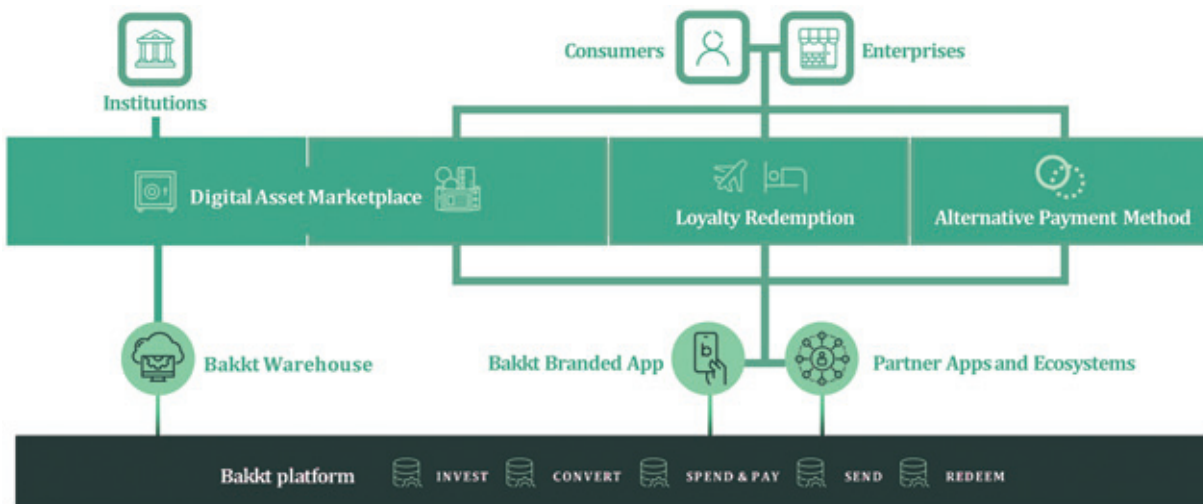 Consumers
Enterprises
Institutions
Digital Asset Marketplace
Loyalty Redemption
Alternative Payment Method
Bakkt Warehouse
Bakkt Branded App
b
Partner Apps and Ecosystems
Bakkt platform
INVEST
CONVERT
SPEND & PAY
SEND
REDEEM